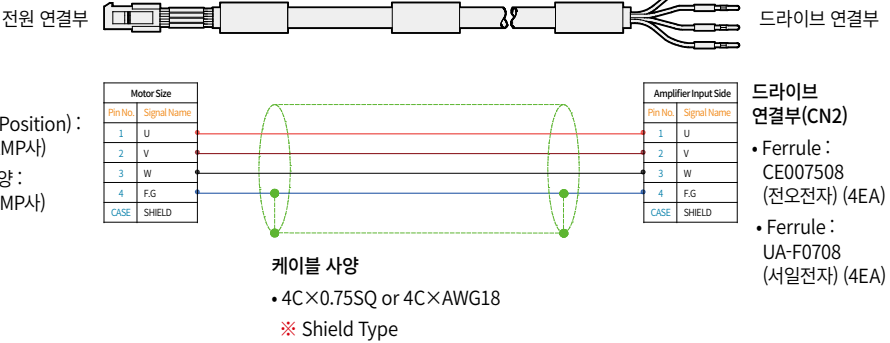 전원 연결부
드라이브 연결부
Motor Size
Pin No. Signal Name
1 U
2 V
3 W
4 F.G
CASE SHIELD
Position) :
MP사)
양 :
MP사)
Amplifier Input Side
Pin No. Signal Name
1 U
2 V
3 W
4 F.G
CASE SHIELD
드라이브
연결부(CN2)
• Ferrule :
CE007508
(전오전자) (4EA)
• Ferrule :
UA-F0708
(서일전자) (4EA)
케이블 사양
• 4C×0.75SQ or 4C×AWG18
※ Shield Type